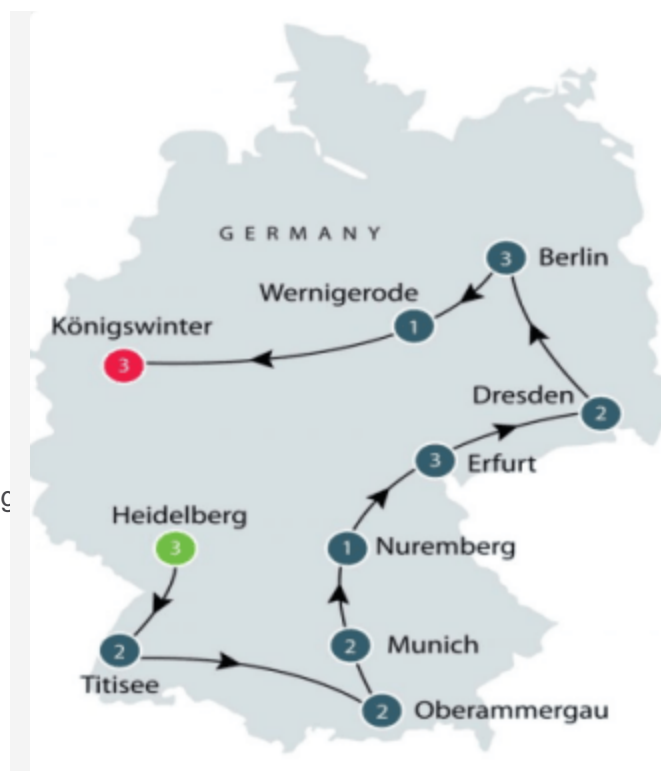 GERMANY
3 Berlin
Wernigerode
1
Königswinter
3
Dresden
2
3 Erfurt
g
Heidelberg
3
1 Nuremberg
2 Munich
2
Titisee
2 Oberammergau